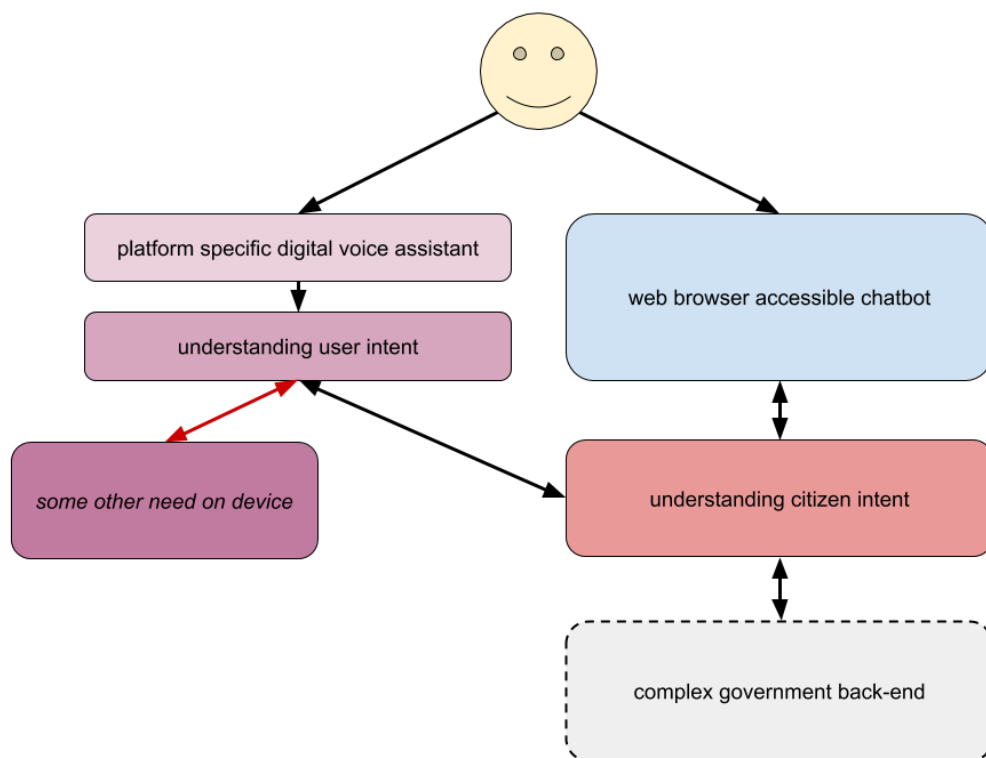 platform specific digital voice assistant
web browser accessible chatbot
understanding user intent
some other need on device
understanding citizen intent
complex government back-end